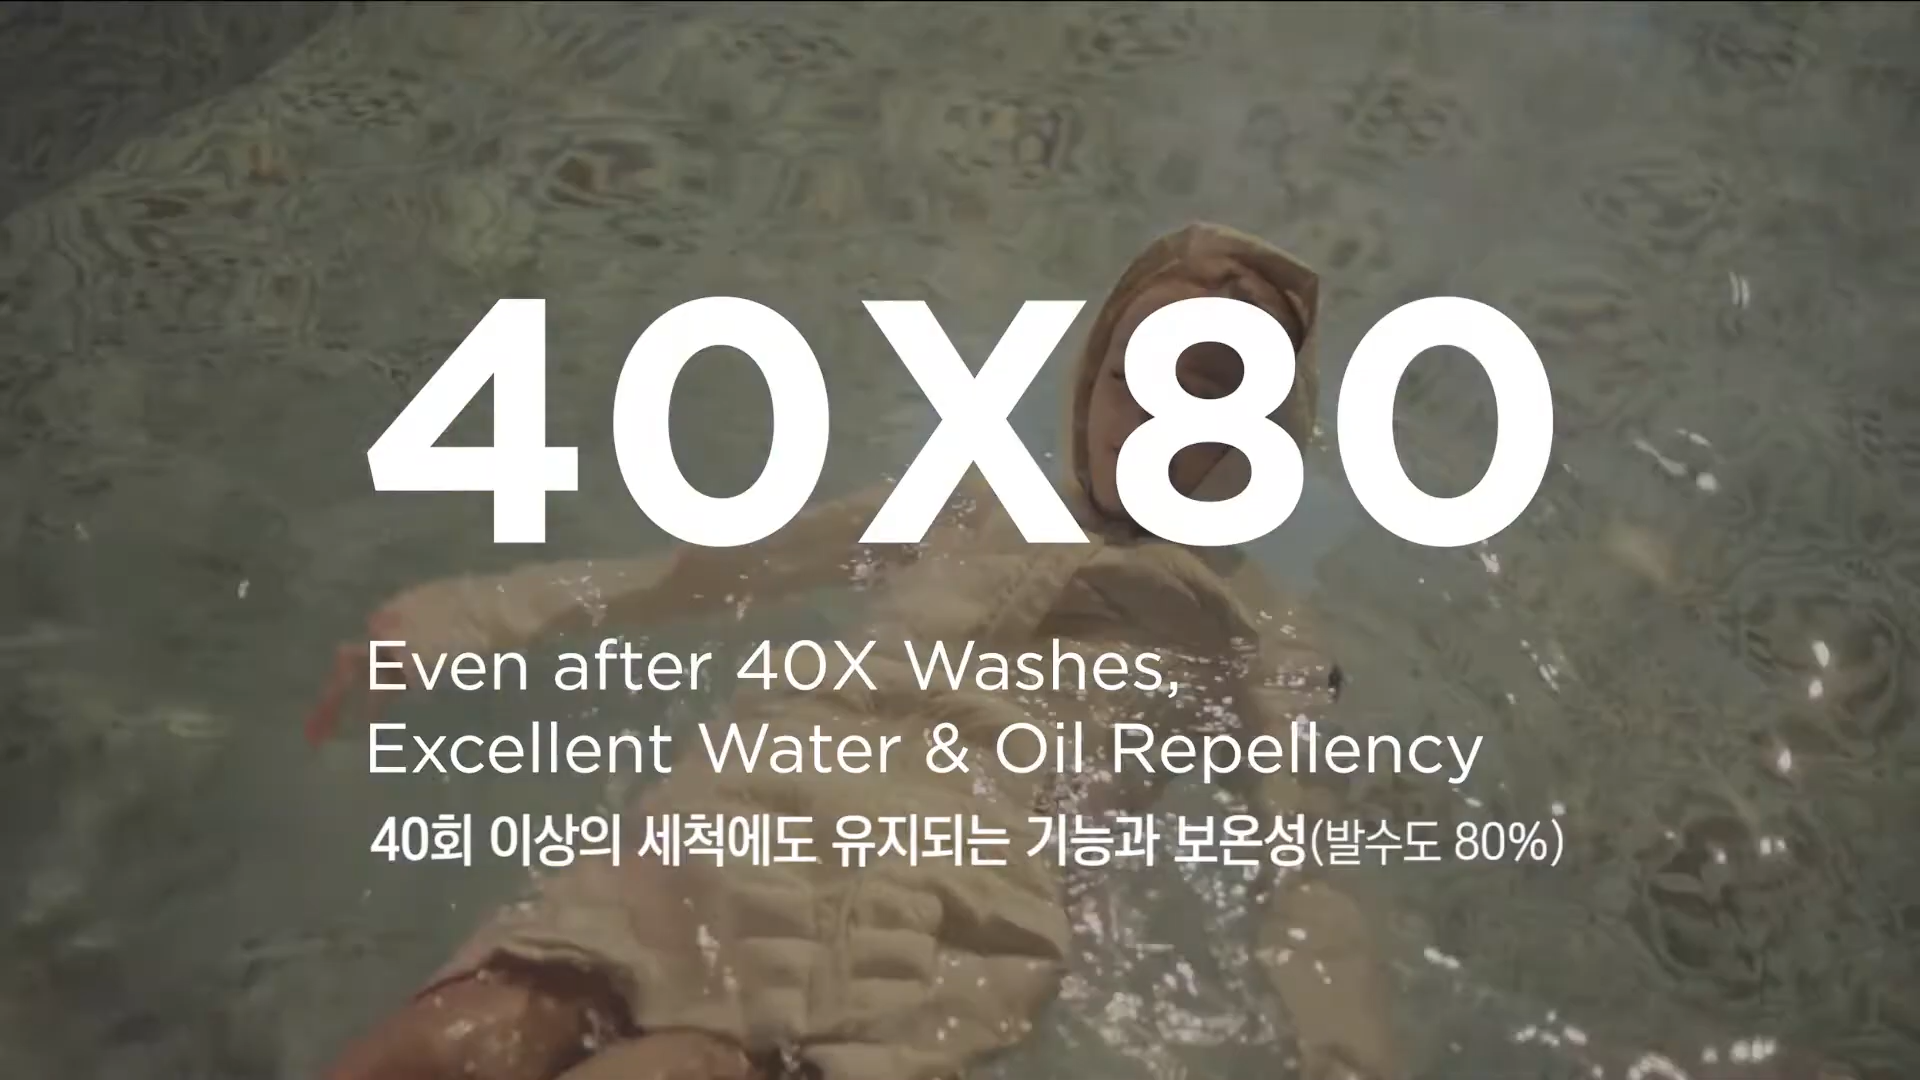 40X80
Even after 40X Washes,
Excellent Water & Oil Repellency
40회 이상의 세척에도 유지되는 기능과 보온성(발수도 80%)